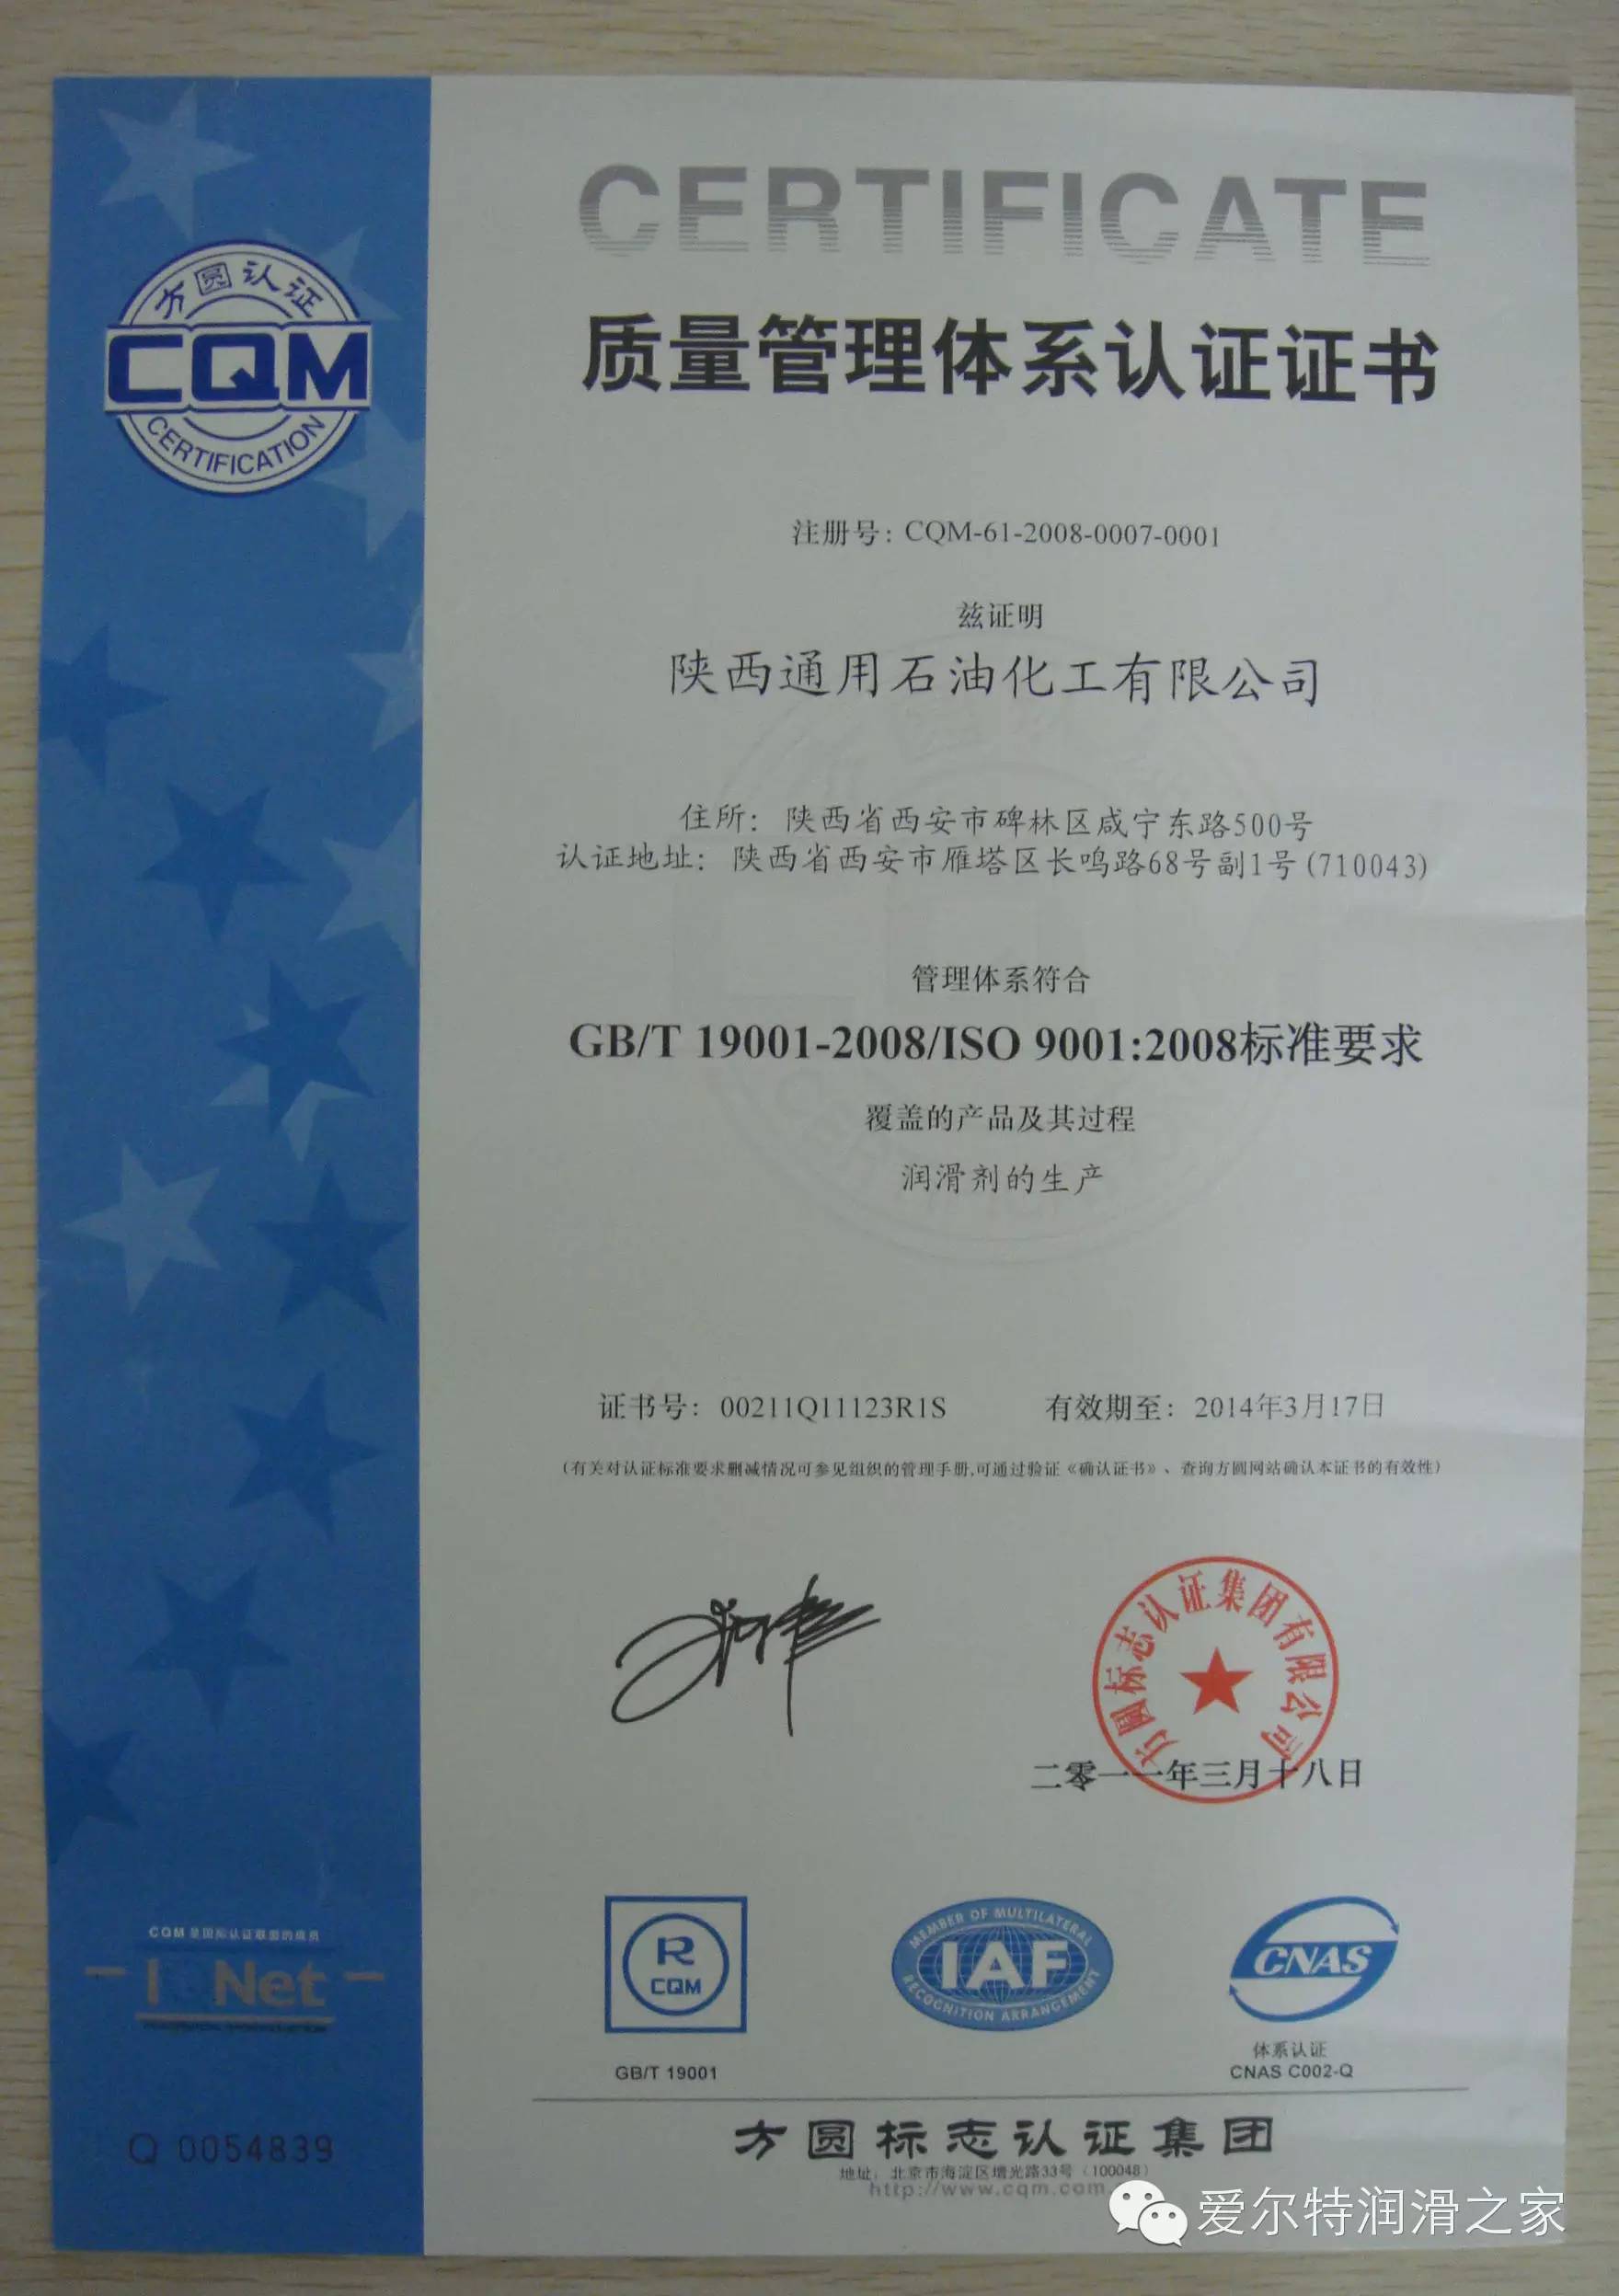 CERTIFICATE
质量管理体系认证证书
方圆认证
CQM
CERTIFICATION
注册号：CQM-61-2008-0007-0001
兹证明
陕西通用石油化工有限公司
住所：陕西省西安市碑林区咸宁东路500号
认证地址：陕西省西安市雁塔区长鸣路68号副1号(710043)
管理体系符合
GB/T 19001-2008/ISO 9001:2008标准要求
覆盖的产品及其过程
润滑剂的生产
证书号：00211Q11123R1S 有效期至：2014年3月17日
(有关对认证标准要求删减情况可参见组织的管理手册,可通过验证《确认证书》、查询方圆网站确认本证书的有效性)
方圆标志认证集团有限公司
二零一一年三月十八日
CQM 是国际认证联盟的成员
IQNet
R
CQM
GB/T 19001
MEMBER OF MULTILATERAL
IAF
RECOGNITION ARRANGEMENT
CNAS
体系认证
CNAS C002-Q
Q 0054839
方圆标志认证集团
地址：北京市海淀区增光路33号（100048）
http://www.cqm.com.
爱尔特润滑之家